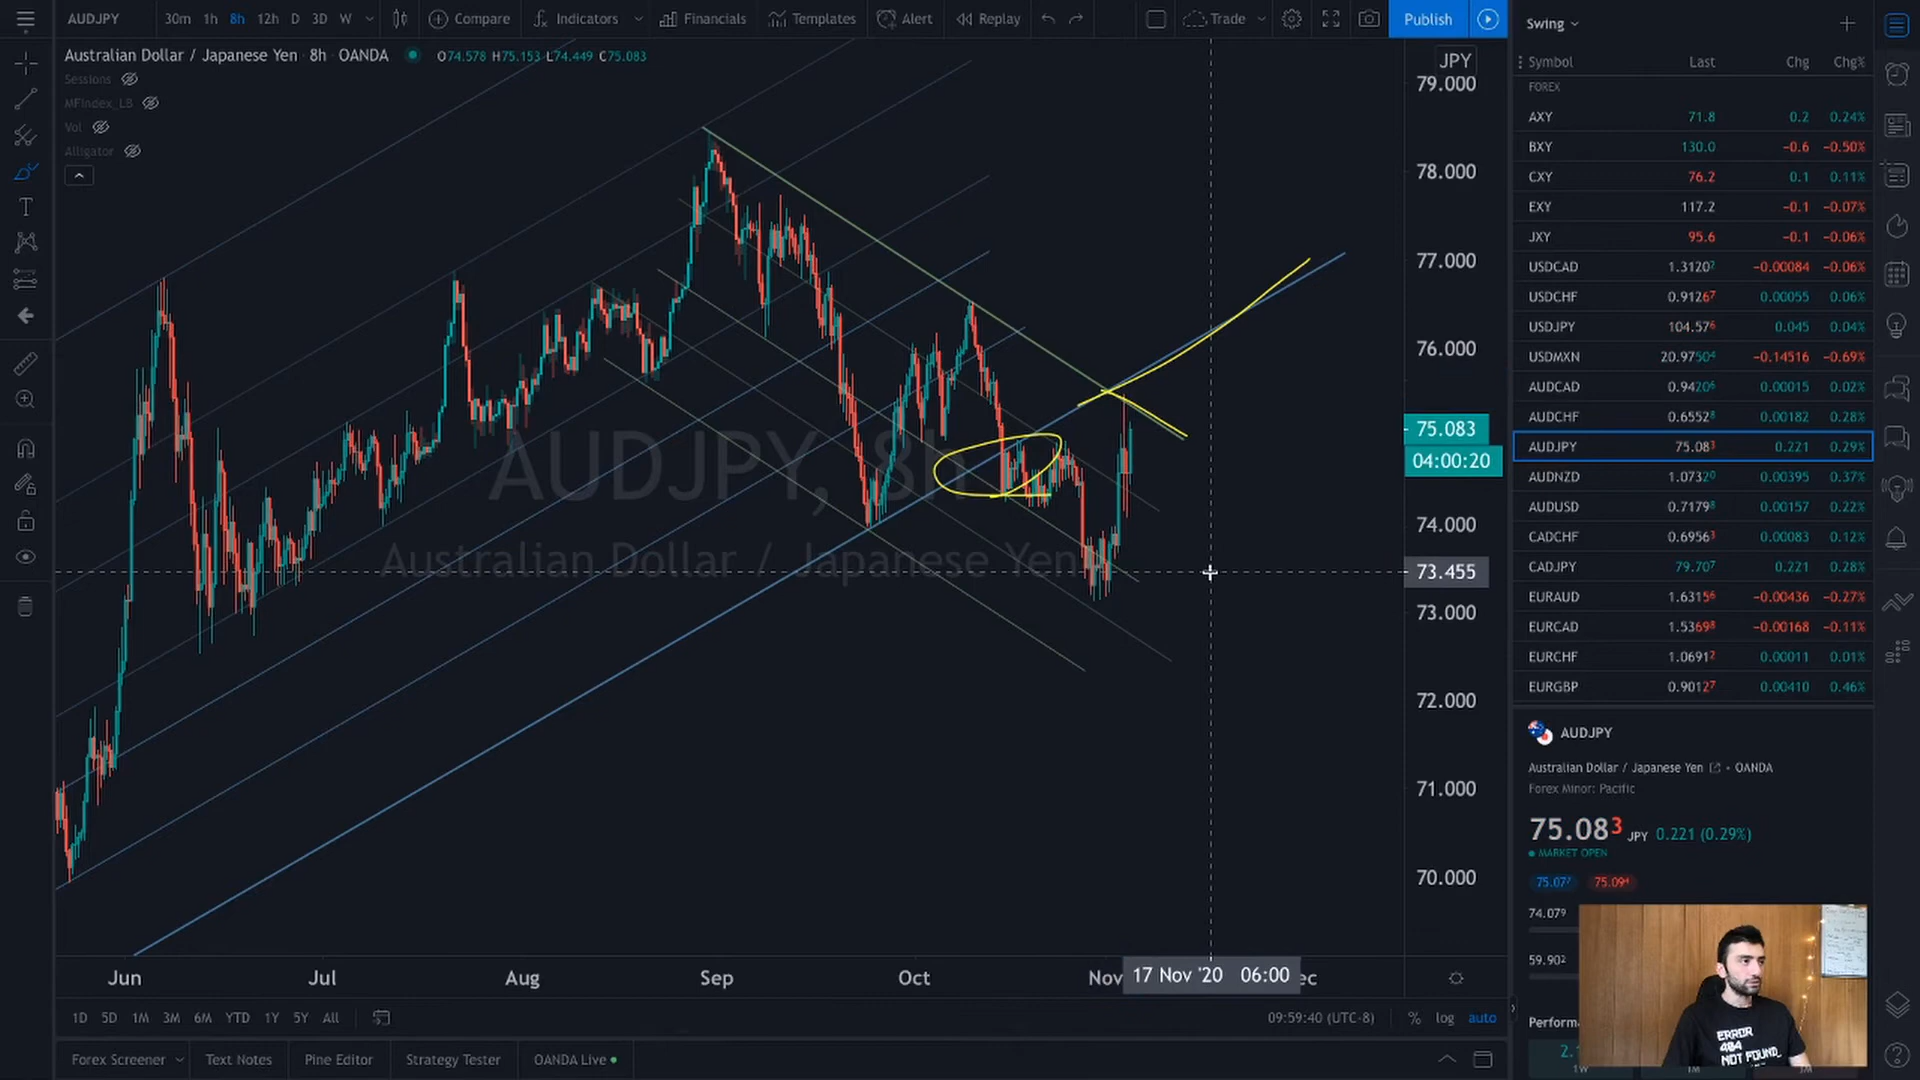 AUDJPY 30m 1h 8h 12h D 3D W Compare Indicators Financials Templates Alert Replay Trade Publish
Australian Dollar / Japanese Yen · 8h · OANDA O74.578 H75.153 L74.449 C75.083
Sessions
MFIndex_LB
Vol
Alligator
AUDJPY, 8h
Australian Dollar / Japanese Yen
JPY
79.000
78.000
77.000
76.000
75.083
04:00:20
74.000
73.455
73.000
72.000
71.000
70.000
Jun Jul Aug Sep Oct Nov 17 Nov '20 06:00 ec
1D 5D 1M 3M 6M YTD 1Y 5Y All 09:59:40 (UTC-8) % log auto
Forex Screener Text Notes Pine Editor Strategy Tester OANDA Live
Swing
Symbol Last Chg Chg%
FOREX
AXY 71.8 0.2 0.24%
BXY 130.0 −0.6 −0.50%
CXY 76.2 0.1 0.11%
EXY 117.2 −0.1 −0.07%
JXY 95.6 −0.1 −0.06%
USDCAD 1.31207 −0.00084 −0.06%
USDCHF 0.91267 0.00055 0.06%
USDJPY 104.576 0.045 0.04%
USDMXN 20.97504 −0.14516 −0.69%
AUDCAD 0.94206 0.00015 0.02%
AUDCHF 0.65528 0.00182 0.28%
AUDJPY 75.083 0.221 0.29%
AUDNZD 1.07320 0.00395 0.37%
AUDUSD 0.71798 0.00157 0.22%
CADCHF 0.69563 0.00083 0.12%
CADJPY 79.707 0.221 0.28%
EURAUD 1.63156 −0.00436 −0.27%
EURCAD 1.53698 −0.00168 −0.11%
EURCHF 1.06912 0.00011 0.01%
EURGBP 0.90127 0.00410 0.46%
AUDJPY
Australian Dollar / Japanese Yen • OANDA
Forex Minor: Pacific
75.083 JPY 0.221 (0.29%)
MARKET OPEN
75.077 75.094
74.079
59.902
Perform
2.
1W 1M
ERROR
404
NOT FOUND_